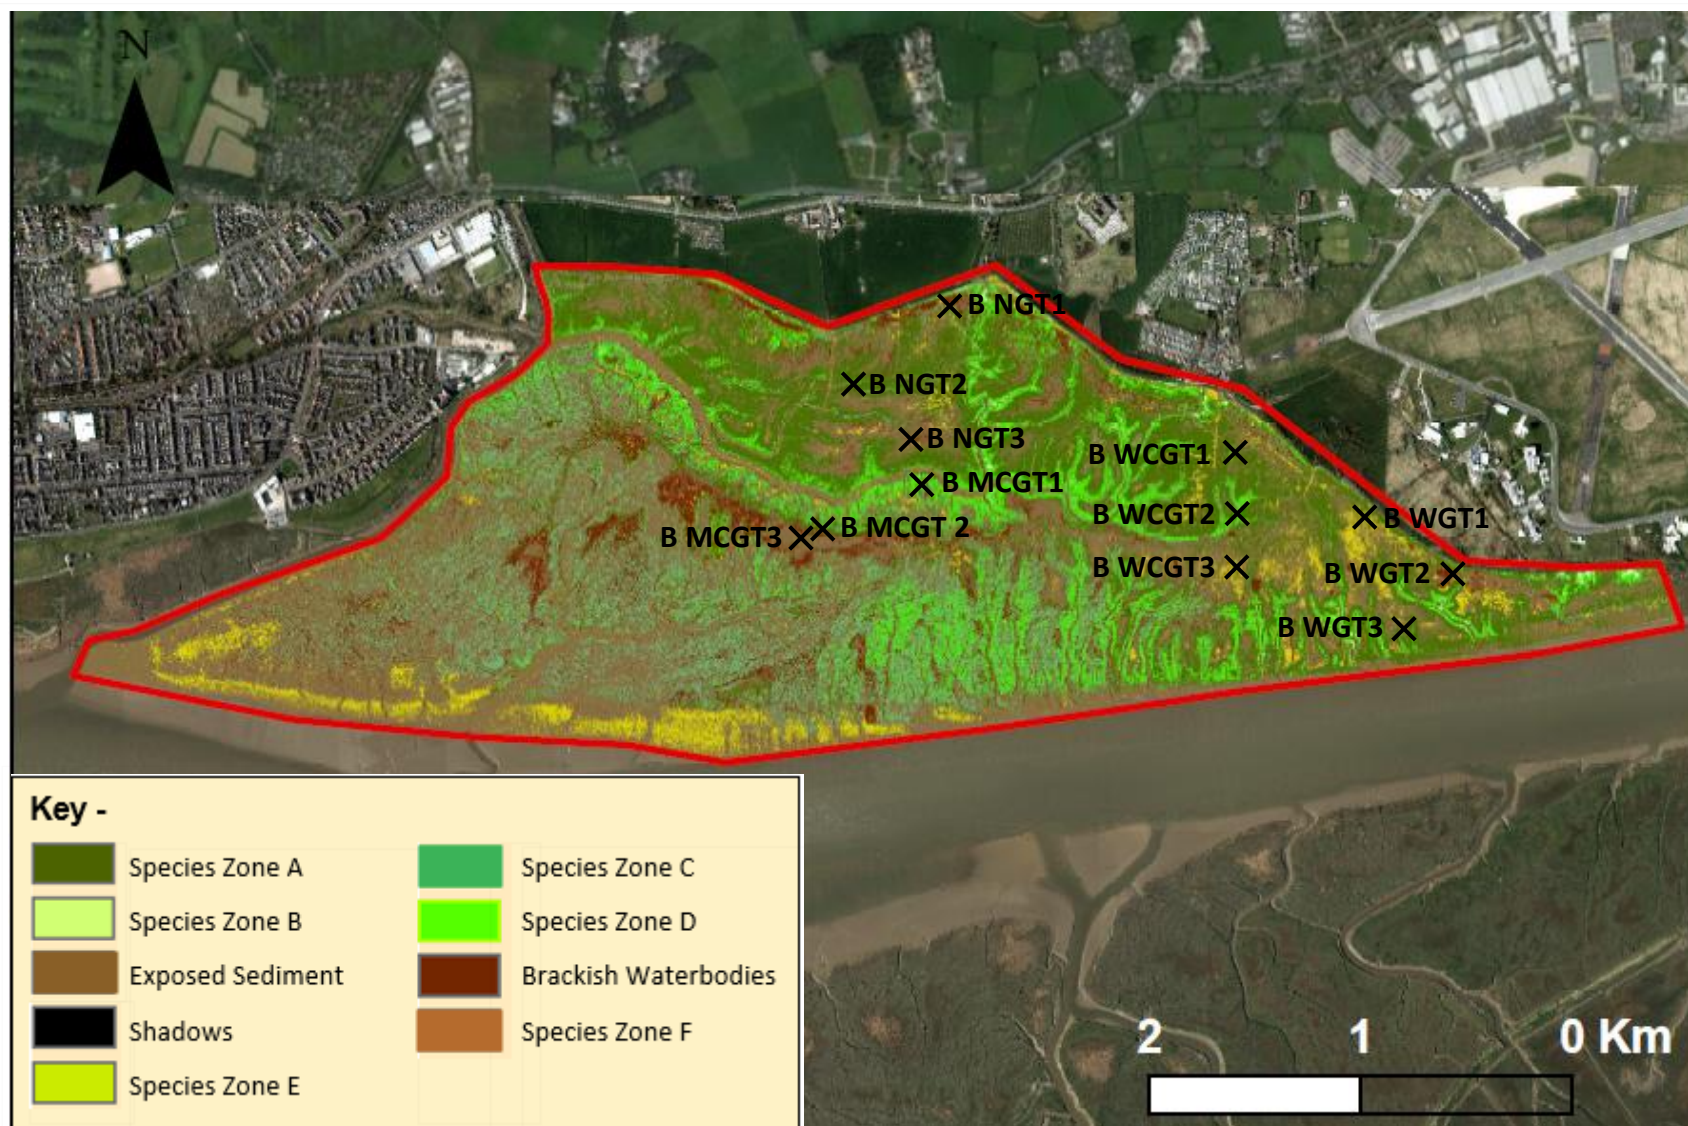 N
B NGT1
B NGT2
B NGT3
B WCGT1
B MCGT1
B WCGT2
B WGT1
B MCGT3
B MCGT 2
B WCGT3
B WGT2
B WGT3
Key -
Species Zone A
Species Zone C
Species Zone B
Species Zone D
Exposed Sediment
Brackish Waterbodies
Shadows
Species Zone F
Species Zone E
2 1 0 Km